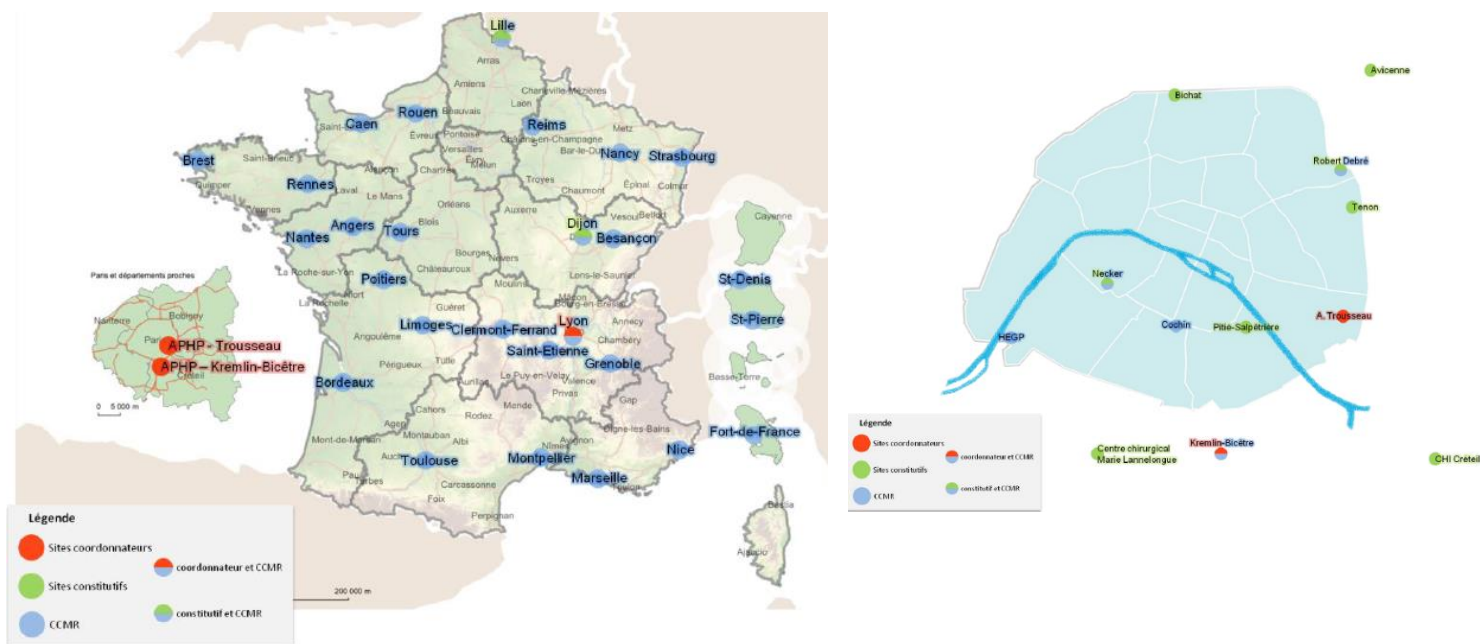 Lille
Arras
Amiens
Charleville-Mézières
Rouen
Beauvais
Laon
Caen
Reims
Évreux
Pontoise
Châlons-en-Champagne
Metz
Versailles
Bar-le-Duc
Nancy
Strasbourg
Évry
Melun
Brest
Saint-Brieuc
Alençon
Chartres
Troyes
Quimper
Rennes
Laval
Chaumont
Épinal
Colmar
Le Mans
Vannes
Orléans
Auxerre
Vesoul
Belfort
Angers
Blois
Dijon
Nantes
Tours
Besançon
Cayenne
Bourges
Nevers
La Roche-sur-Yon
Châteauroux
Lons-le-Saunier
Paris et départements proches
Poitiers
Moulins
St-Denis
Niort
Mâcon
La Rochelle
Bourg-en-Bresse
Guéret
Nanterre
Bobigny
Limoges
Clermont-Ferrand
Lyon
Annecy
St-Pierre
Angoulême
Chambéry
APHP - Trousseau
Saint-Etienne
APHP – Kremlin-Bicêtre
Créteil
Périgueux
Tulle
Grenoble
Le Puy-en-Velay
Basse-Terre
Bordeaux
Aurillac
Valence
Privas
0 5 000 m
Cahors
Mende
Gap
Rodez
Agen
Digne-les-Bains
Fort-de-France
Mont-de-Marsan
Montauban
Albi
Avignon
Nîmes
Nice
Auch
Toulouse
Montpellier
Marseille
Toulon
Pau
Tarbes
Carcassonne
Foix
Perpignan
Bastia
Ajaccio
Légende
Sites coordonnateurs
coordonnateur et CCMR
Sites constitutifs
200 000 m
constitutif et CCMR
CCMR
Avicenne
Bichat
Robert Debré
Tenon
Necker
A. Trousseau
Cochin
Pitié-Salpêtrière
HEGP
Légende
Sites coordonnateurs
Kremlin-Bicêtre
Centre chirurgical
Marie Lannelongue
coordonnateur et CCMR
CHI Créteil
Sites constitutifs
constitutif et CCMR
CCMR